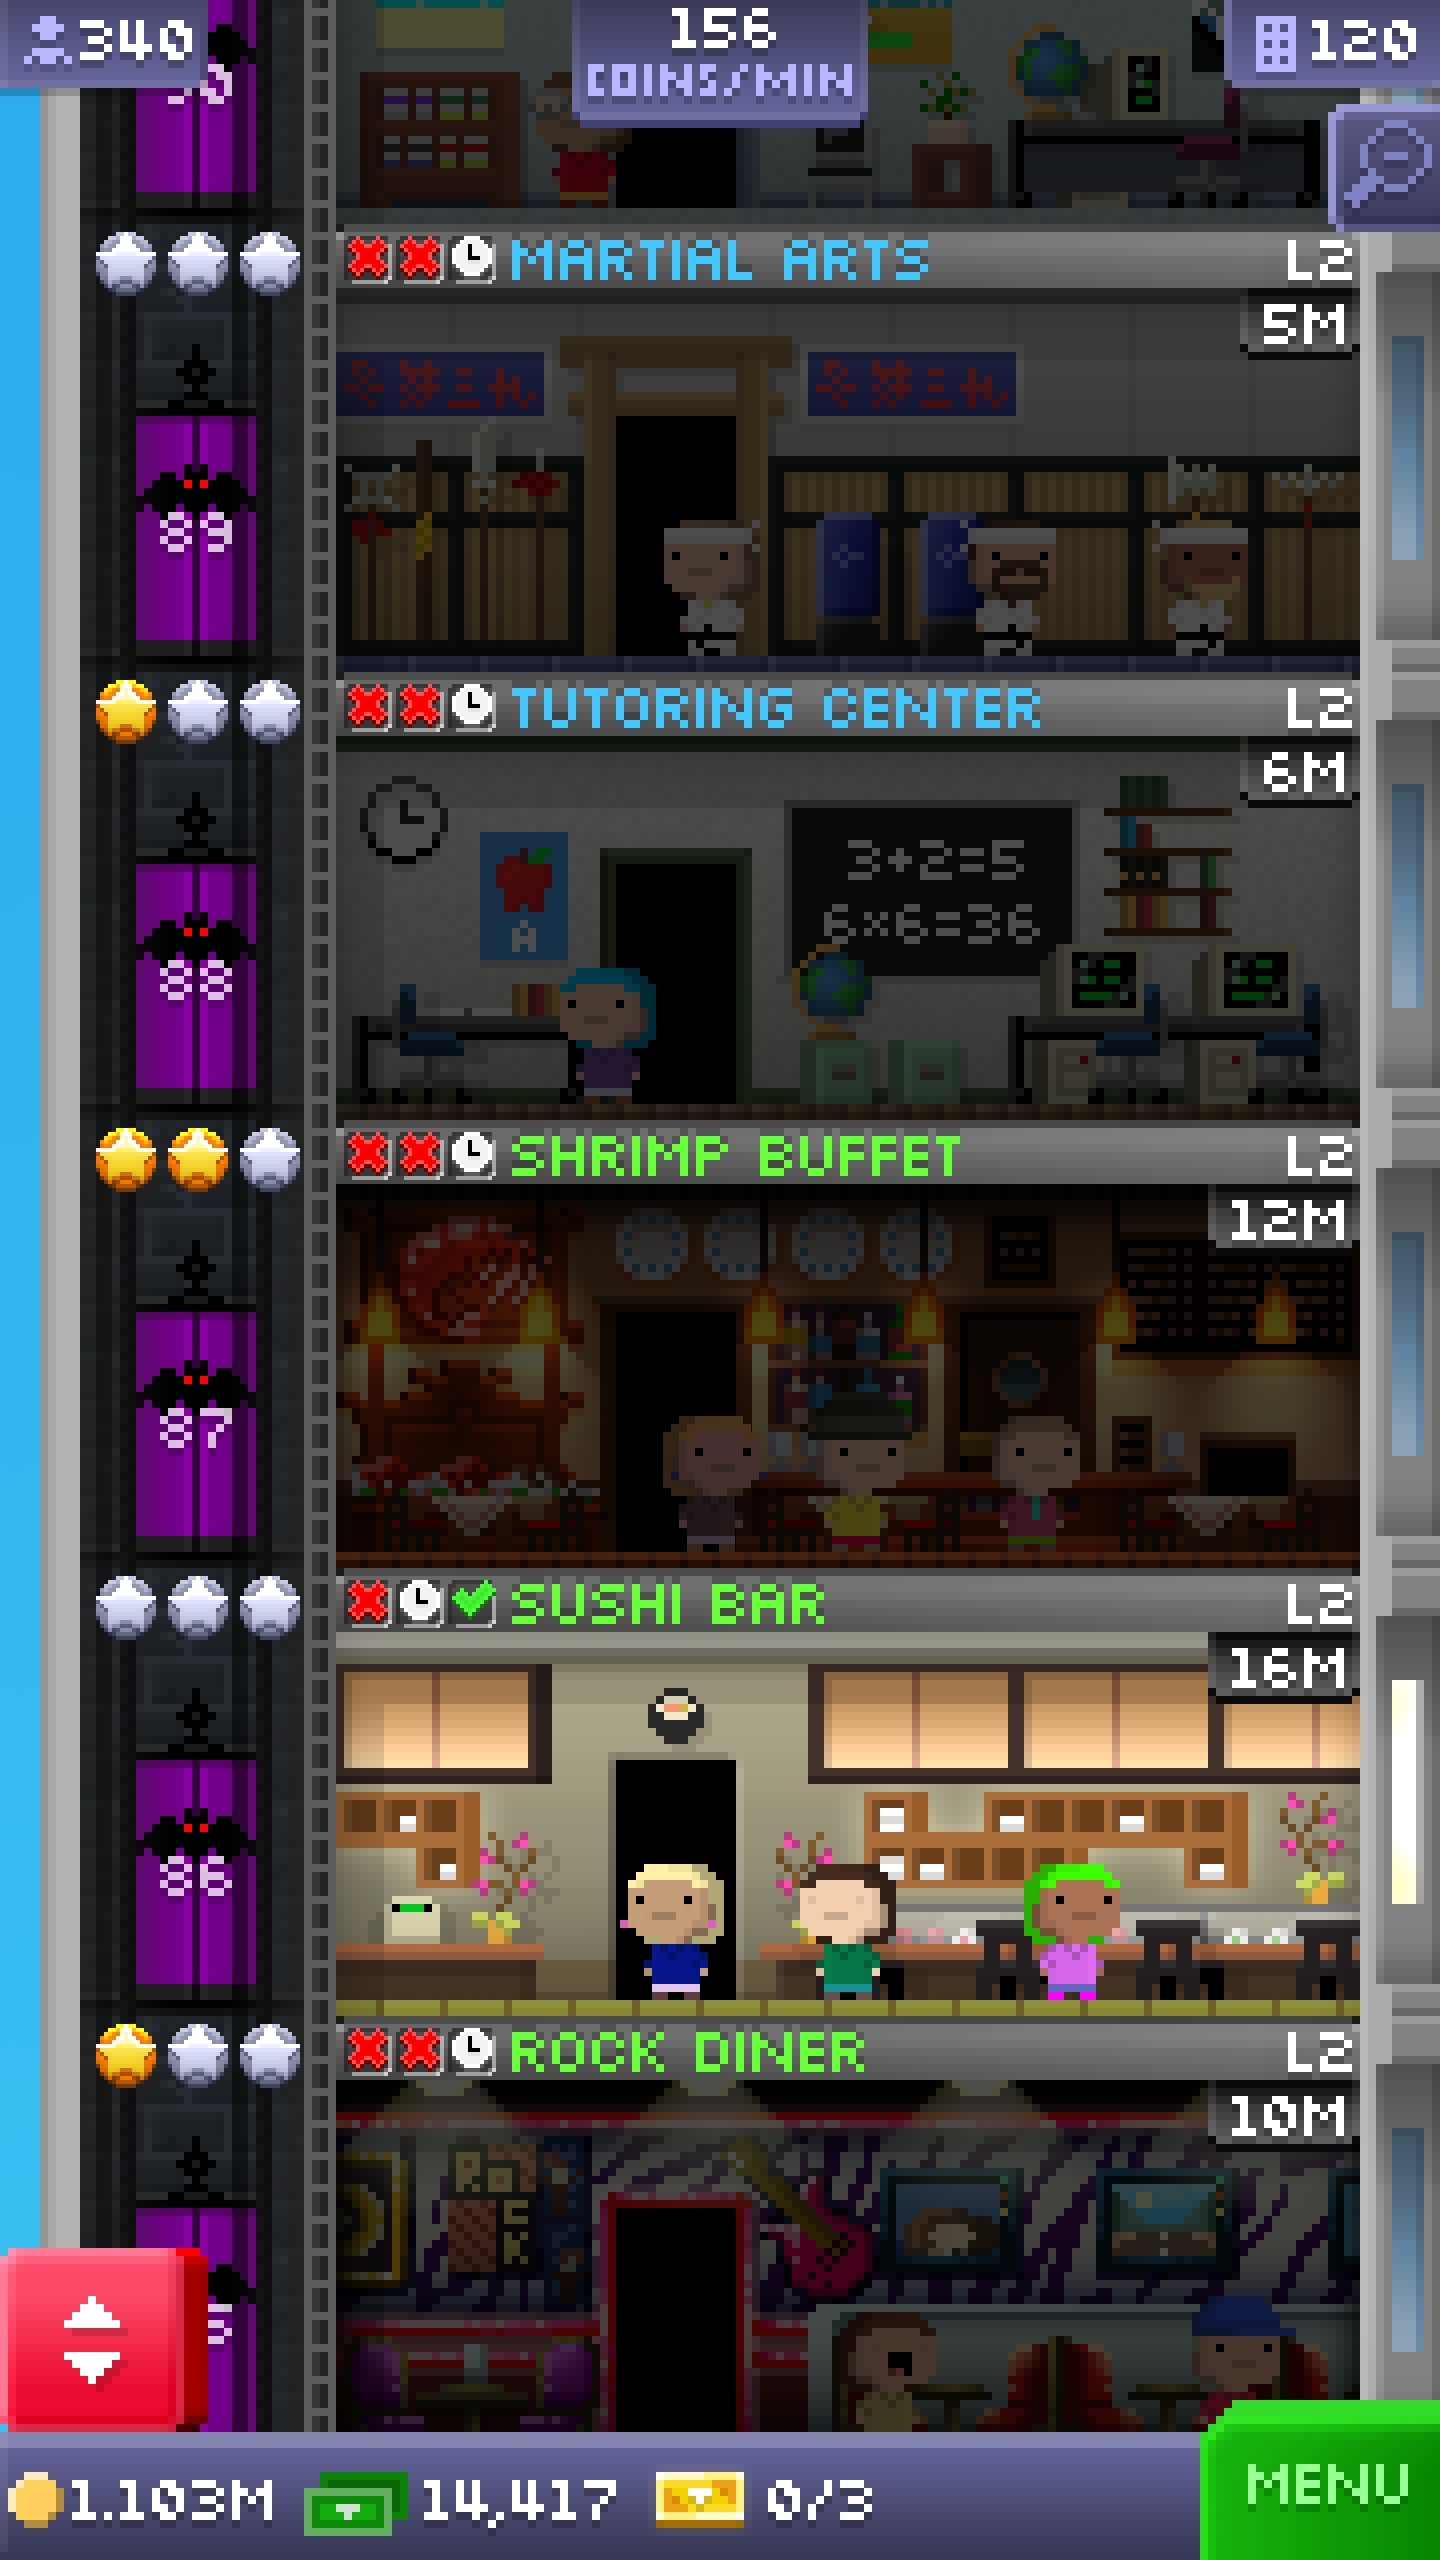 340
156
COINS/MIN
120
MARTIAL ARTS
L2
5M
89
TUTORING CENTER
L2
6M
3+2=5
6×6=36
A
88
SHRIMP BUFFET
L2
12M
87
SUSHI BAR
L2
16M
86
ROCK DINER
L2
10M
1.103M
14,417
0/3
MENU